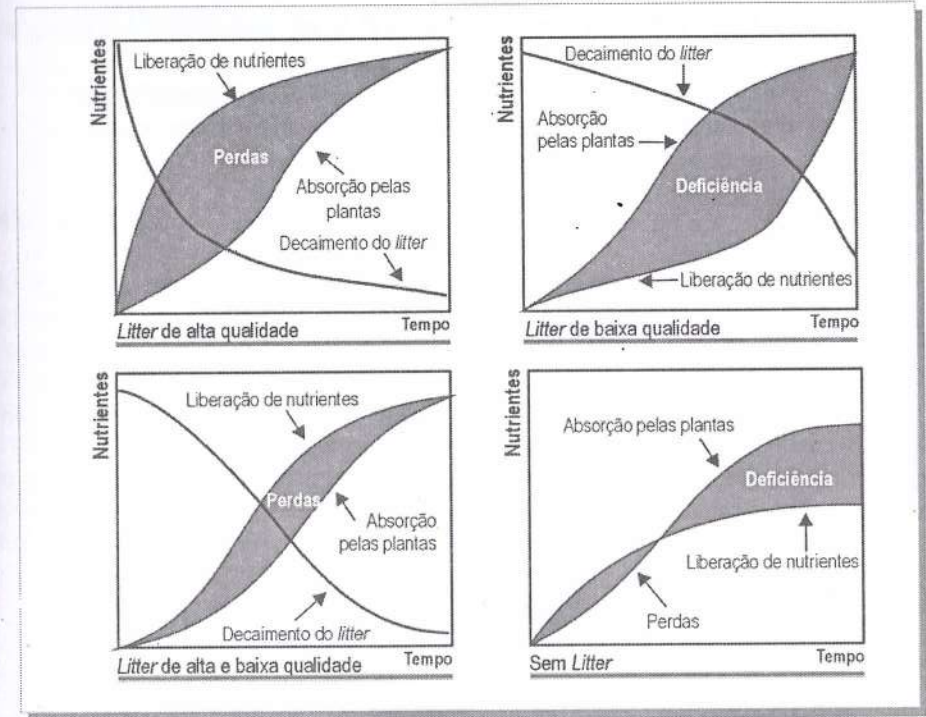 Nutrientes
Liberação de nutrientes
Perdas
Absorção pelas
plantas
Decaimento do litter
Litter de alta qualidade
Tempo
Nutrientes
Decaimento do litter
Absorção
pelas plantas
Deficiência
Liberação de nutrientes
Litter de baixa qualidade
Tempo
Nutrientes
Liberação de nutrientes
Perdas
Absorção
pelas plantas
Decaimento do litter
Litter de alta e baixa qualidade
Tempo
Nutrientes
Absorção pelas plantas
Deficiência
Liberação de nutrientes
Perdas
Sem Litter
Tempo